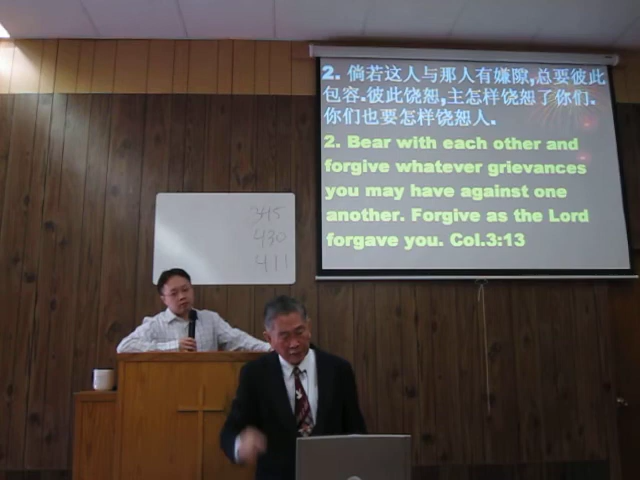 2. 倘若这人与那人有嫌隙,总要彼此
包容.彼此饶恕,主怎样饶恕了你们.
你们也要怎样饶恕人.
2. Bear with each other and
forgive whatever grievances
you may have against one
another. Forgive as the Lord
forgave you. Col.3:13
345
430
411